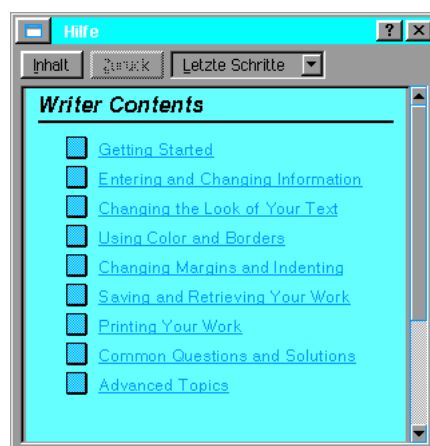 Hilfe
?
Inhalt Zurück Letzte Schritte
Writer Contents
Getting Started
Entering and Changing Information
Changing the Look of Your Text
Using Color and Borders
Changing Margins and Indenting
Saving and Retrieving Your Work
Printing Your Work
Common Questions and Solutions
Advanced Topics